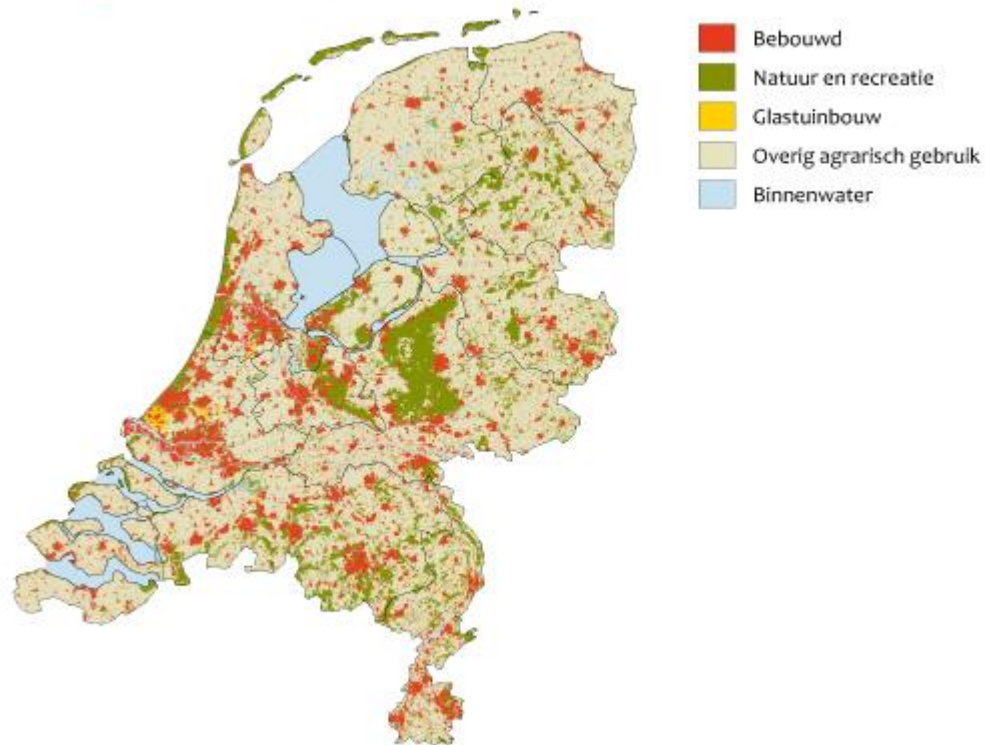 Bebouwd
Natuur en recreatie
Glastuinbouw
Overig agrarisch gebruik
Binnenwater